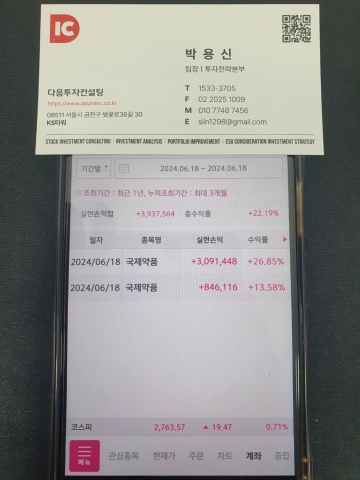 IC
박 용 신
팀장 | 투자전략본부
다음투자컨설팅
https://www.dauminc.co.kr
08511 서울시 금천구 벚꽃로36길 30
KS타워
T 1533-3705
F 02 2025 1009
M 010 7748 7456
E siin1298@gmail.com
STOCK INVESTMENT CONSULTING | INVESTMENT ANALYSIS | PORTFOLIO IMPROVEMENT | ESG CONSIDERATION INVESTMENT STRATEGY
기간별 2024.06.18 ~ 2024.06.18
조회기간 : 최근 1년, 누적조회기간 : 최대 3개월
실현손익합 +3,937,564 총수익률 +22.19%
일자 종목명 실현손익 수익률
2024/06/18 국제약품 +3,091,448 +26.85%
2024/06/18 국제약품 +846,116 +13.58%
코스피 2,763.57 ▲ 19.47 0.71%
메뉴 관심종목 현재가 주문 차트 계좌 종합